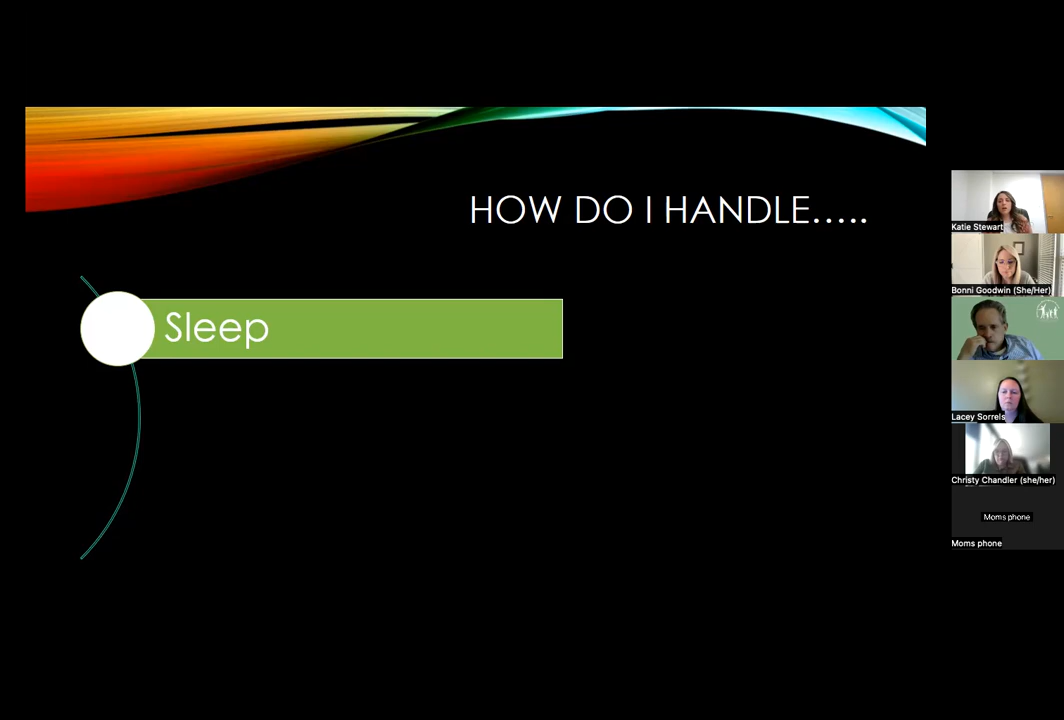 HOW DO I HANDLE.....
Sleep
Katie Stewart
Bonni Goodwin (She/Her)
Lacey Sorrels
Christy Chandler (she/her)
Moms phone
Moms phone